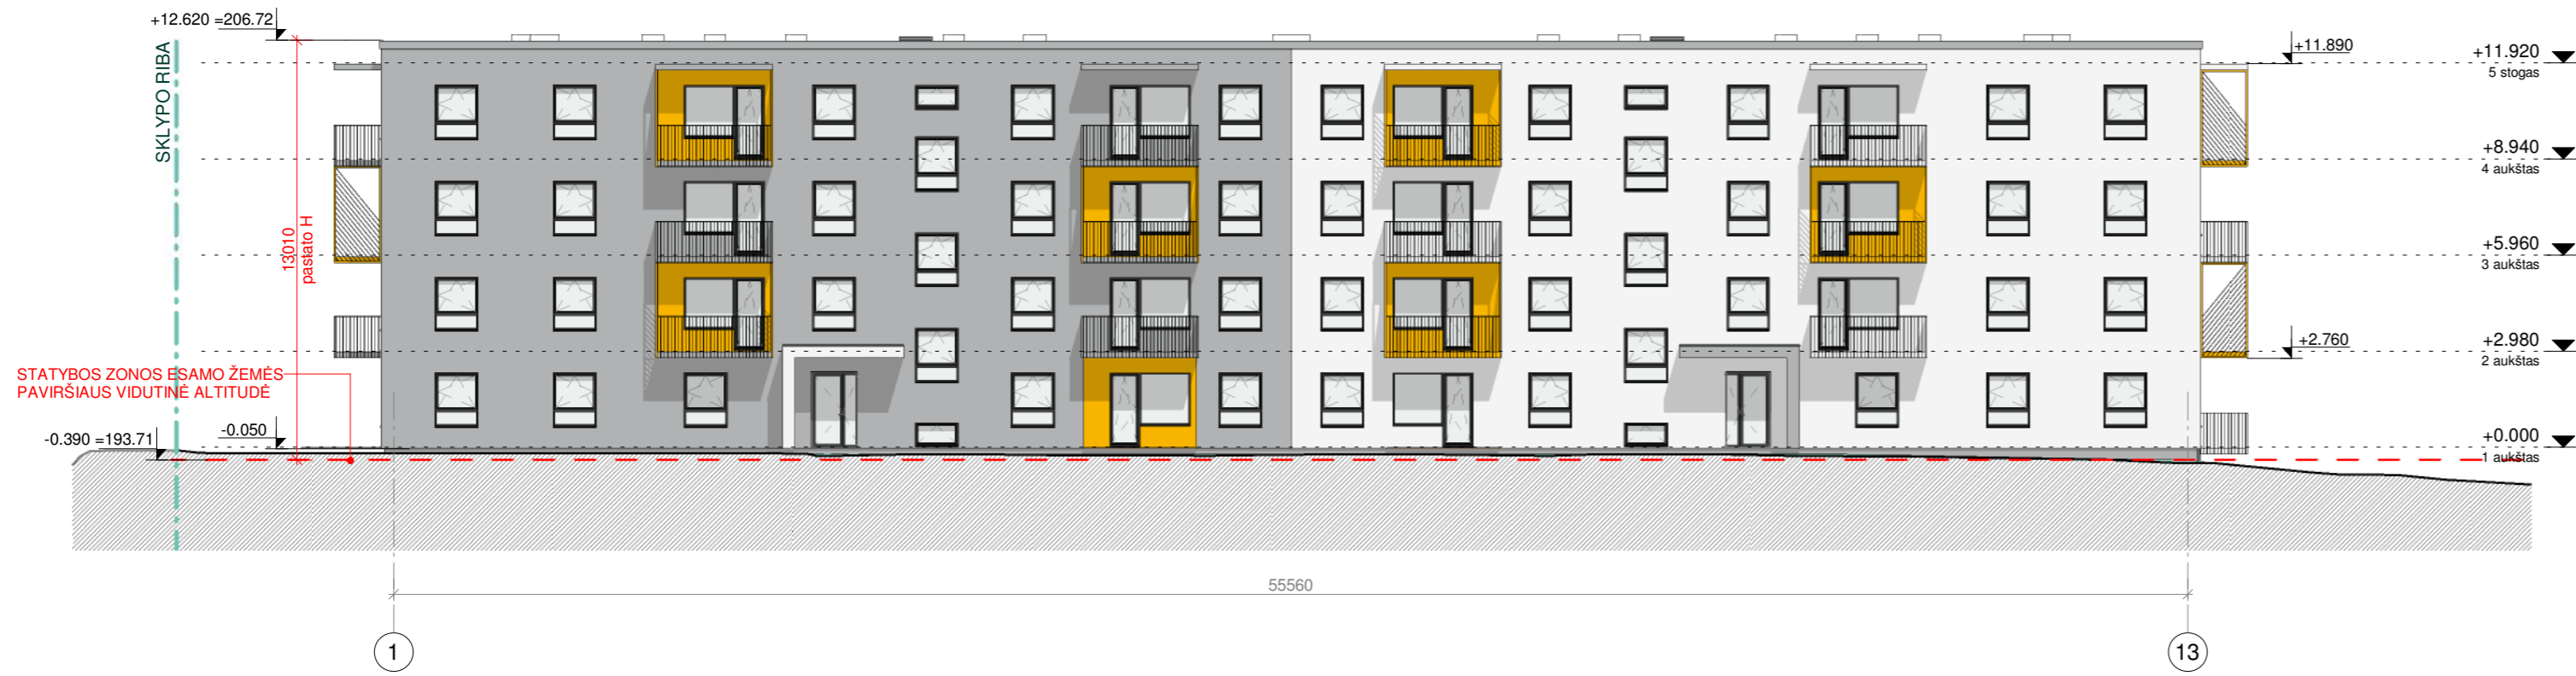 +12.620 =206.72
SKLYPO RIBA
13010
pastato H
STATYBOS ZONOS ESAMO ŽEMĖS
PAVIRŠIAUS VIDUTINĖ ALTITUDĖ
-0.390 =193.71
-0.050
+11.890
+11.920
5 stogas
+8.940
4 aukštas
+5.960
3 aukštas
+2.760
+2.980
2 aukštas
+0.000
1 aukštas
55560
1
13